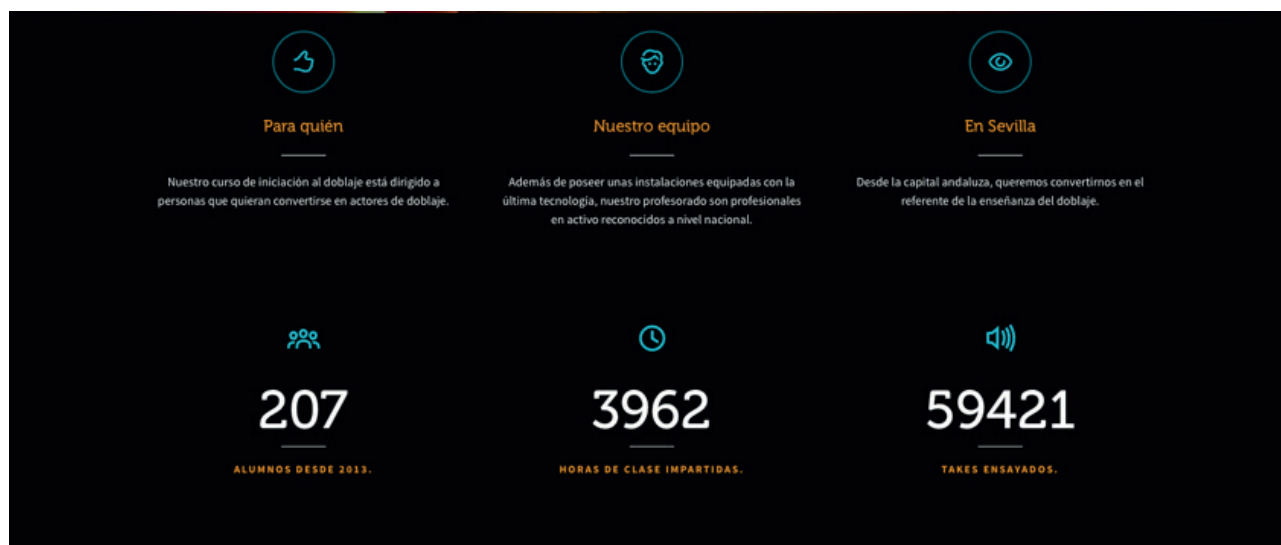 Para quién
Nuestro curso de iniciación al doblaje está dirigido a
personas que quieran convertirse en actores de doblaje.
Nuestro equipo
Además de poseer unas instalaciones equipadas con la
última tecnología, nuestro profesorado son profesionales
en activo reconocidos a nivel nacional.
En Sevilla
Desde la capital andaluza, queremos convertirnos en el
referente de la enseñanza del doblaje.
207
ALUMNOS DESDE 2013.
3962
HORAS DE CLASE IMPARTIDAS.
59421
TAKES ENSAYADOS.